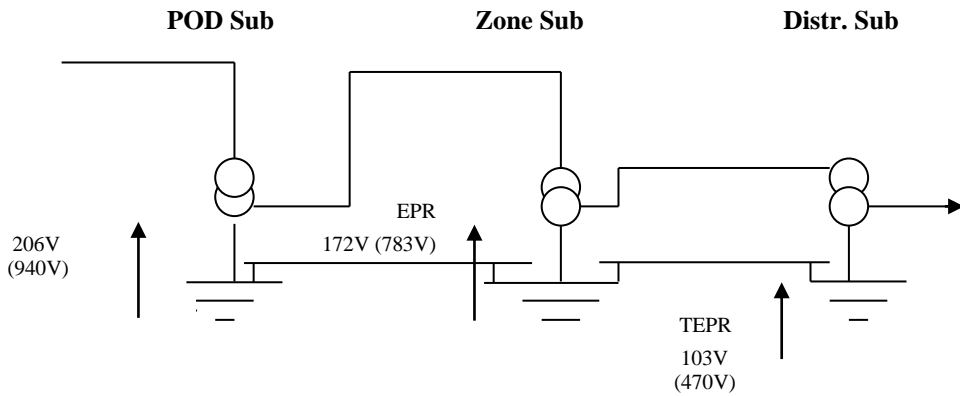 POD Sub
Zone Sub
Distr. Sub
EPR
206V
(940V)
172V (783V)
TEPR
103V
(470V)